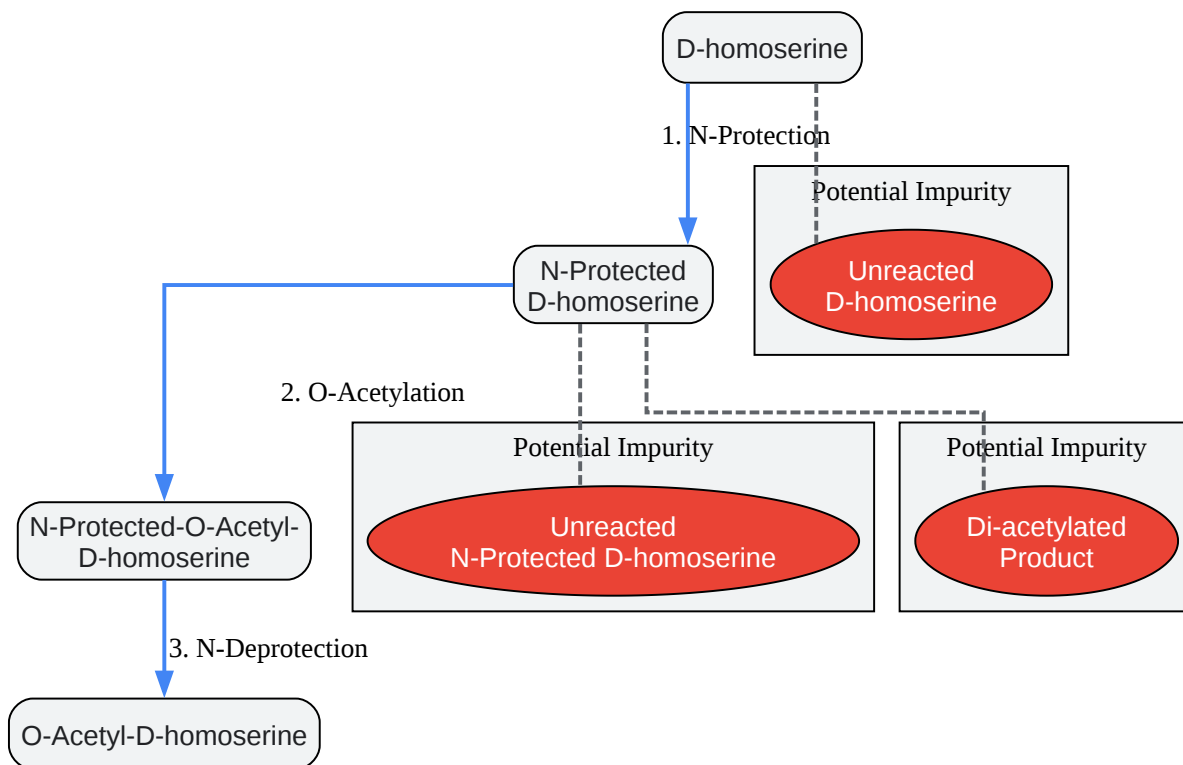 D-homoserine
1. N-Protection
Potential Impurity
N-Protected
D-homoserine
Unreacted
D-homoserine
2. O-Acetylation
Potential Impurity
Potential Impurity
N-Protected-O-Acetyl-
D-homoserine
Unreacted
N-Protected D-homoserine
Di-acetylated
Product
3. N-Deprotection
O-Acetyl-D-homoserine